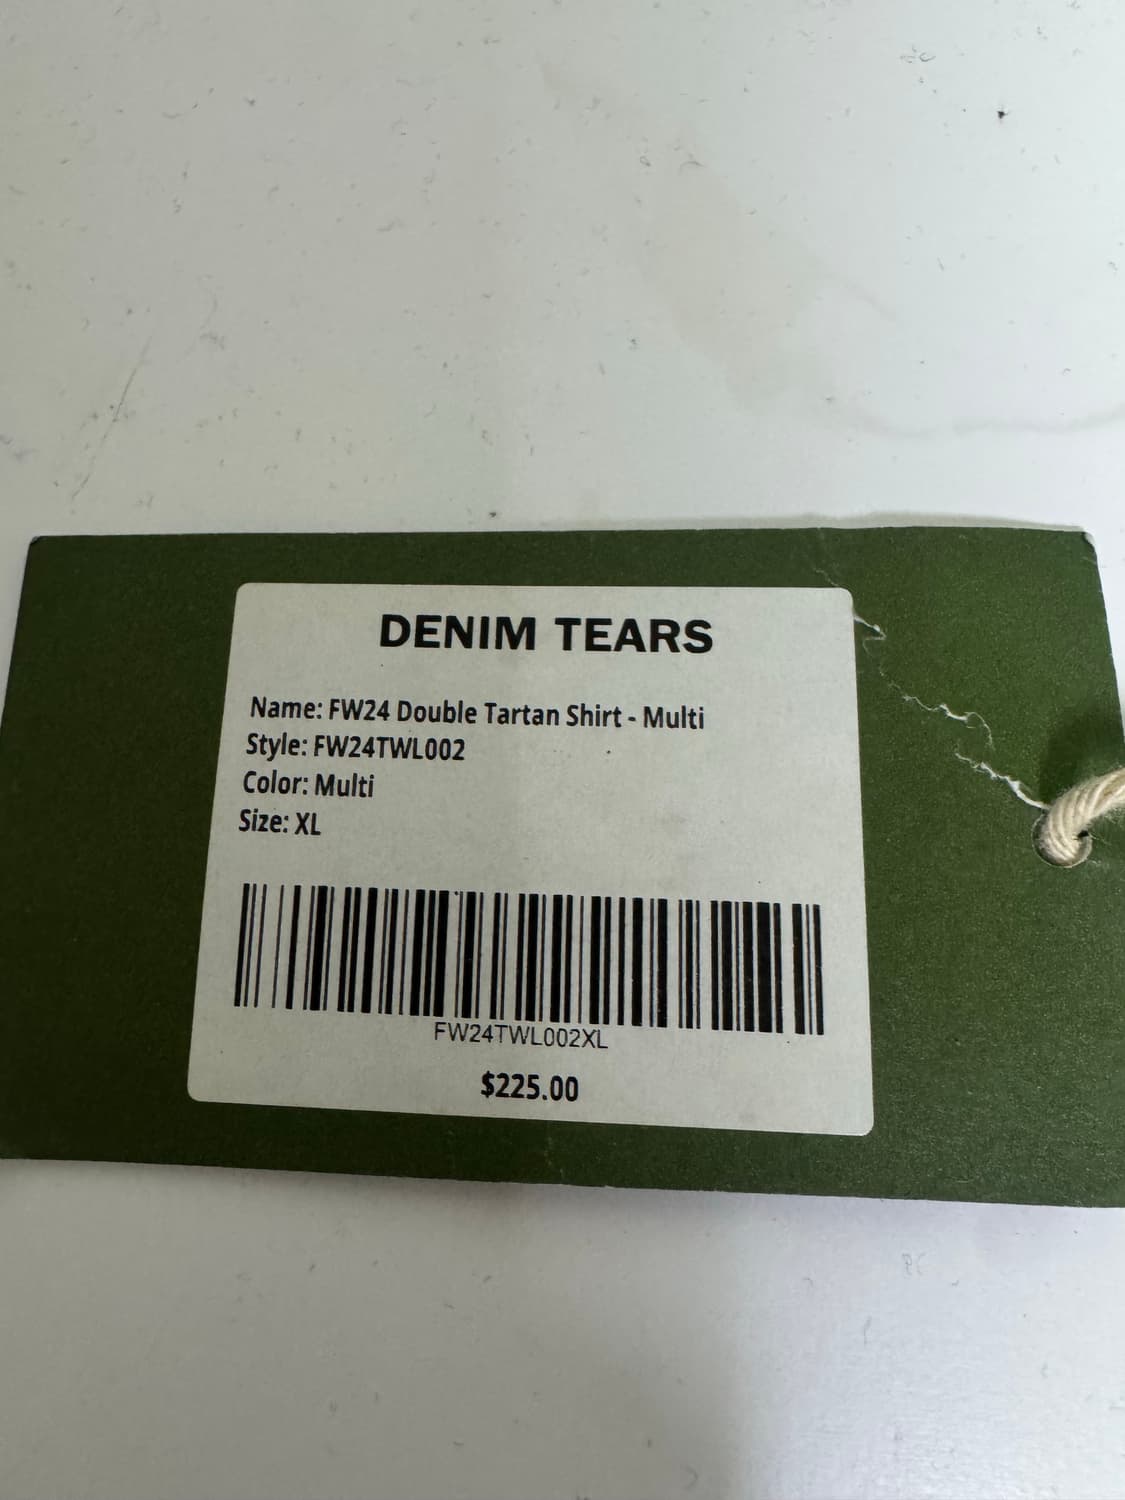 DENIM TEARS
Name: FW24 Double Tartan Shirt - Multi
Style: FW24TWL002
Color: Multi
Size: XL
FW24TWL002XL
$225.00